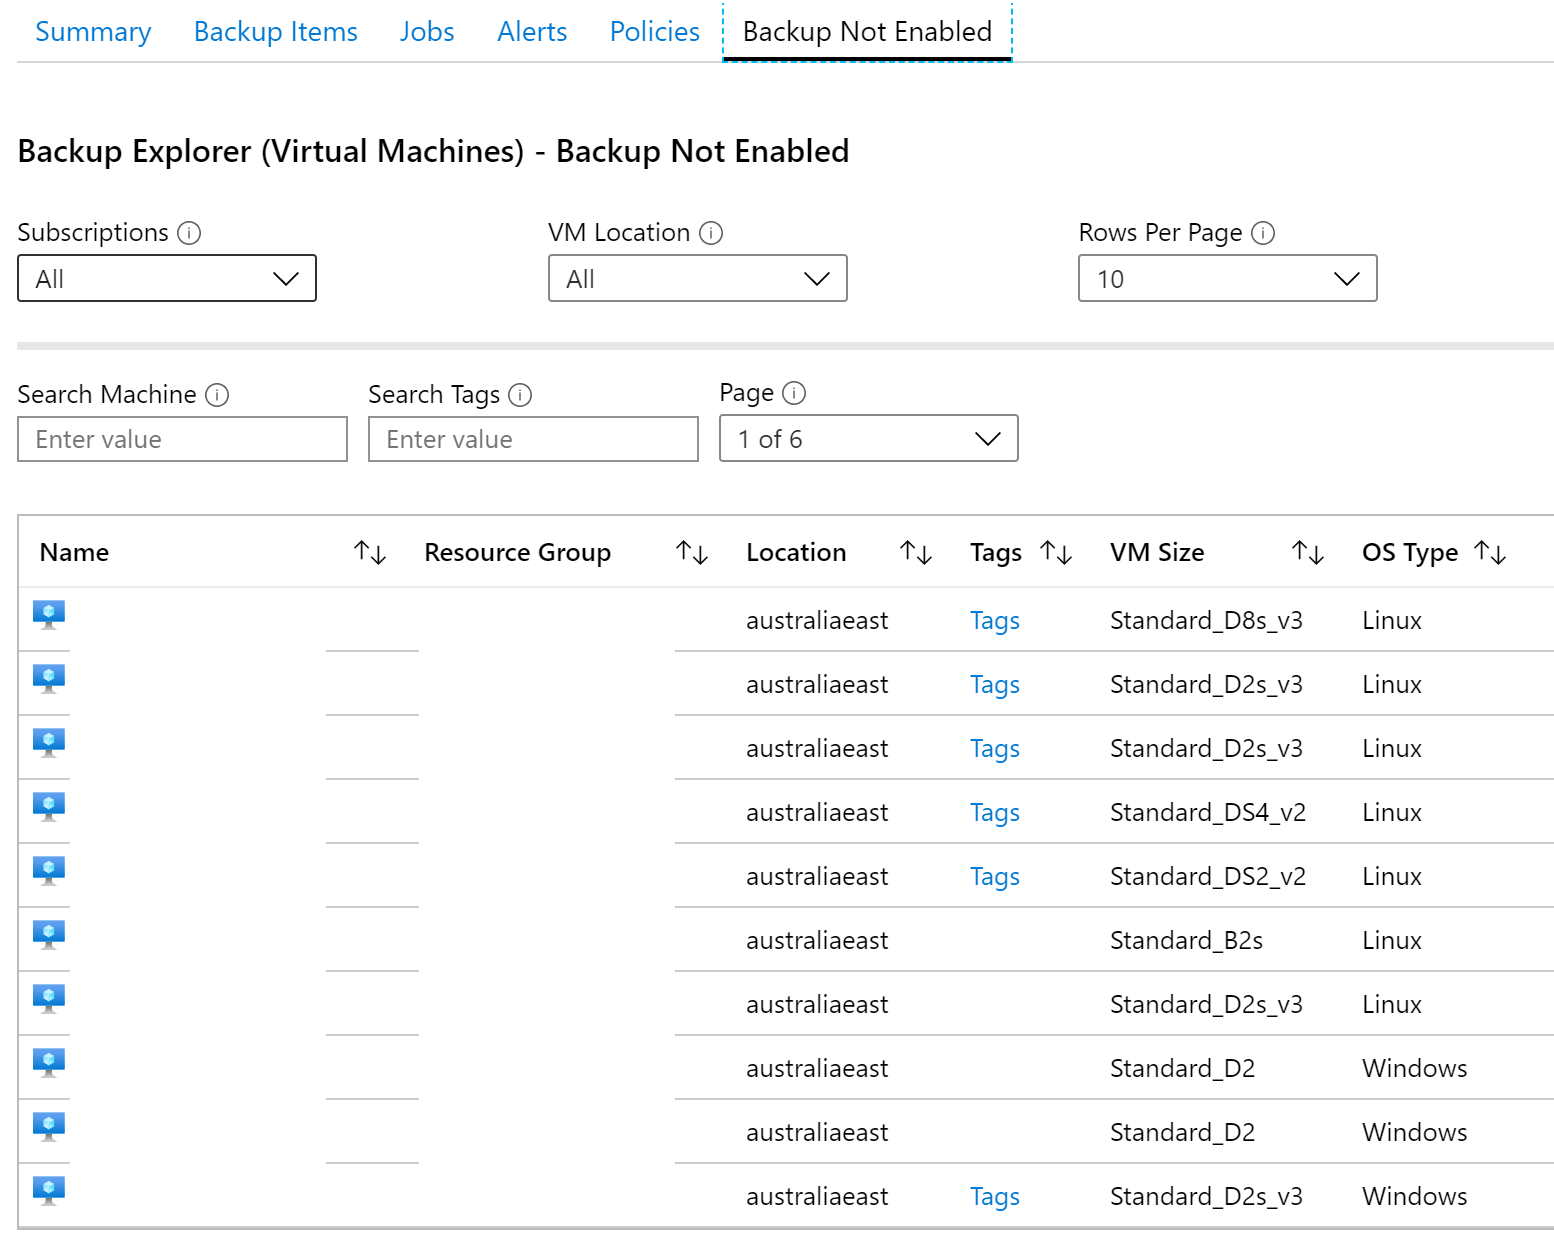 Summary Backup Items Jobs Alerts Policies Backup Not Enabled
Backup Explorer (Virtual Machines) - Backup Not Enabled
Subscriptions VM Location Rows Per Page
All All 10
Search Machine Search Tags Page
Enter value Enter value 1 of 6
Name Resource Group Location Tags VM Size OS Type
australiaeast Tags Standard_D8s_v3 Linux
australiaeast Tags Standard_D2s_v3 Linux
australiaeast Tags Standard_D2s_v3 Linux
australiaeast Tags Standard_DS4_v2 Linux
australiaeast Tags Standard_DS2_v2 Linux
australiaeast Standard_B2s Linux
australiaeast Standard_D2s_v3 Linux
australiaeast Standard_D2 Windows
australiaeast Standard_D2 Windows
australiaeast Tags Standard_D2s_v3 Windows